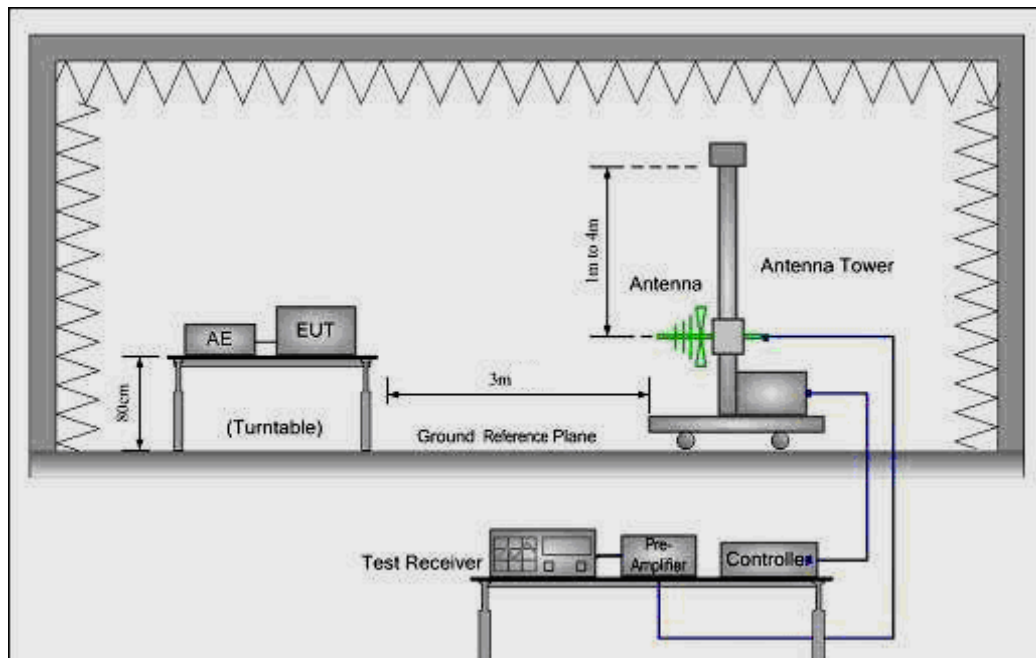 1m to 4m
Antenna
Antenna Tower
AE
EUT
3m
80cm
(Turntable)
Ground Reference Plane
Test Receiver
Pre-
Amplifier
Controller